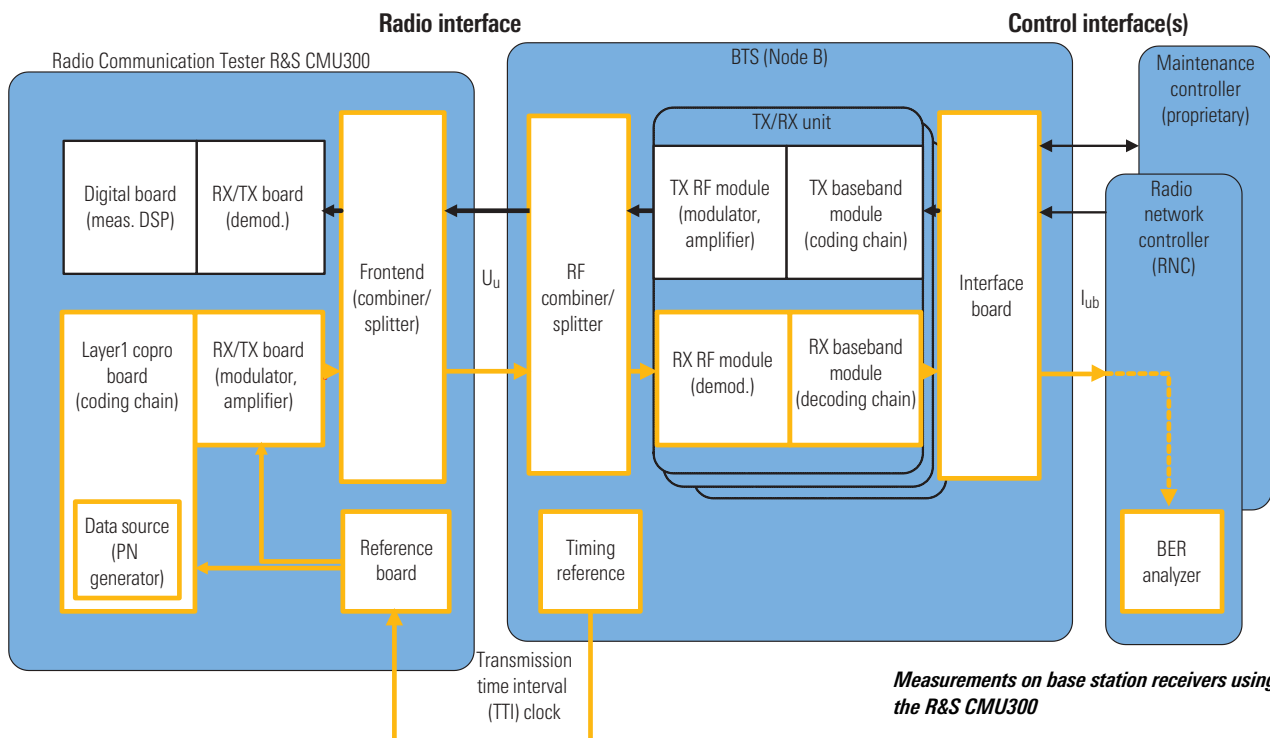 Radio interface
Control interface(s)
Radio Communication Tester R&S CMU300
BTS (Node B)
Maintenance
controller
(proprietary)
TX/RX unit
Digital board
(meas. DSP)
RX/TX board
(demod.)
Frontend
(combiner/
splitter)
Uu
RF
combiner/
splitter
TX RF module
(modulator,
amplifier)
TX baseband
module
(coding chain)
Interface
board
Radio
network
controller
(RNC)
Iub
Layer1 copro
board
(coding chain)
RX/TX board
(modulator,
amplifier)
RX RF module
(demod.)
RX baseband
module
(decoding chain)
Data source
(PN
generator)
Reference
board
Timing
reference
BER
analyzer
Transmission
time interval
(TTI) clock
Measurements on base station receivers using
the R&S CMU300